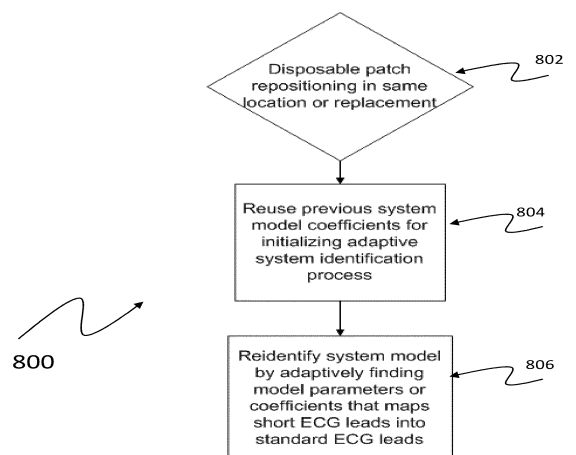 Disposable patch
repositioning in same
location or replacement
802
Reuse previous system
model coefficients for
initializing adaptive
system identification
process
804
800
Reidentify system model
by adaptively finding
model parameters or
coefficients that maps
short ECG leads into
standard ECG leads
806